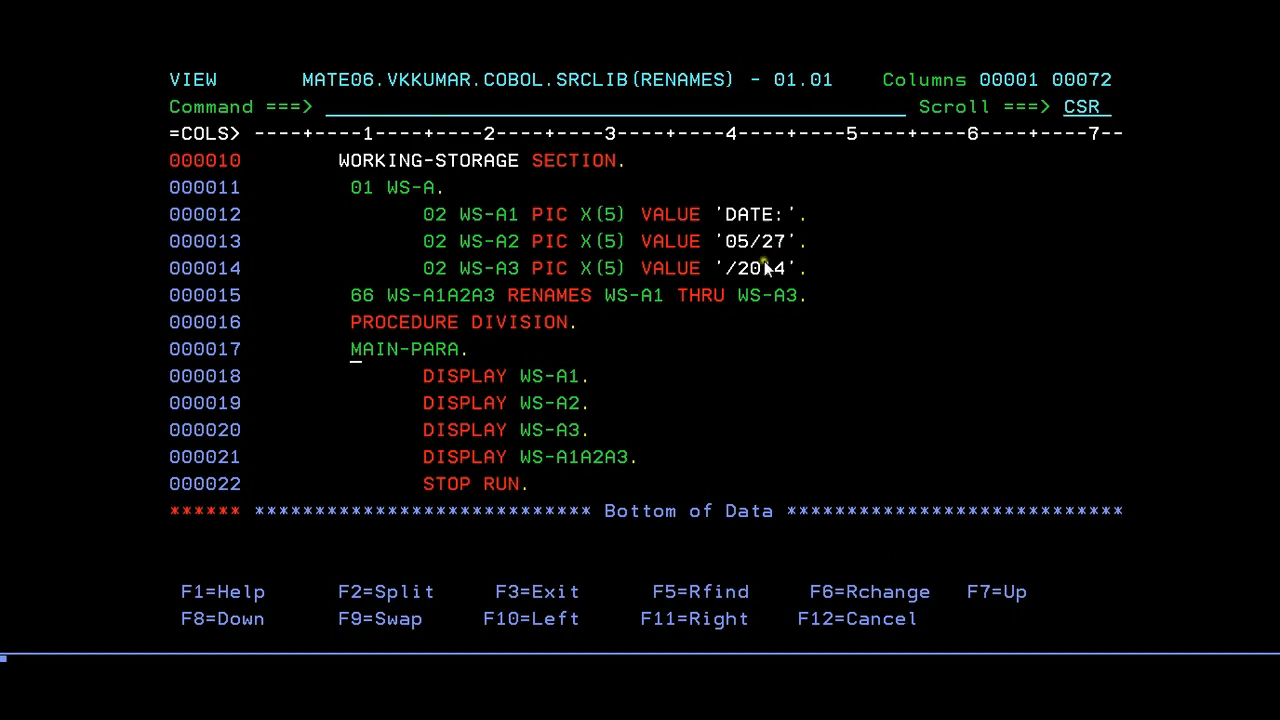 VIEW MATE06.VKKUMAR.COBOL.SRCLIB(RENAMES) - 01.01 Columns 00001 00072
Command ===> Scroll ===> CSR
=COLS> ----+----1----+----2----+----3----+----4----+----5----+----6----+----7--
000010 WORKING-STORAGE SECTION.
000011 01 WS-A.
000012 02 WS-A1 PIC X(5) VALUE 'DATE:'.
000013 02 WS-A2 PIC X(5) VALUE '05/27'.
000014 02 WS-A3 PIC X(5) VALUE '/2014'.
000015 66 WS-A1A2A3 RENAMES WS-A1 THRU WS-A3.
000016 PROCEDURE DIVISION.
000017 MAIN-PARA.
000018 DISPLAY WS-A1.
000019 DISPLAY WS-A2.
000020 DISPLAY WS-A3.
000021 DISPLAY WS-A1A2A3.
000022 STOP RUN.
****** **************************** Bottom of Data ****************************
F1=Help F2=Split F3=Exit F5=Rfind F6=Rchange F7=Up
F8=Down F9=Swap F10=Left F11=Right F12=Cancel